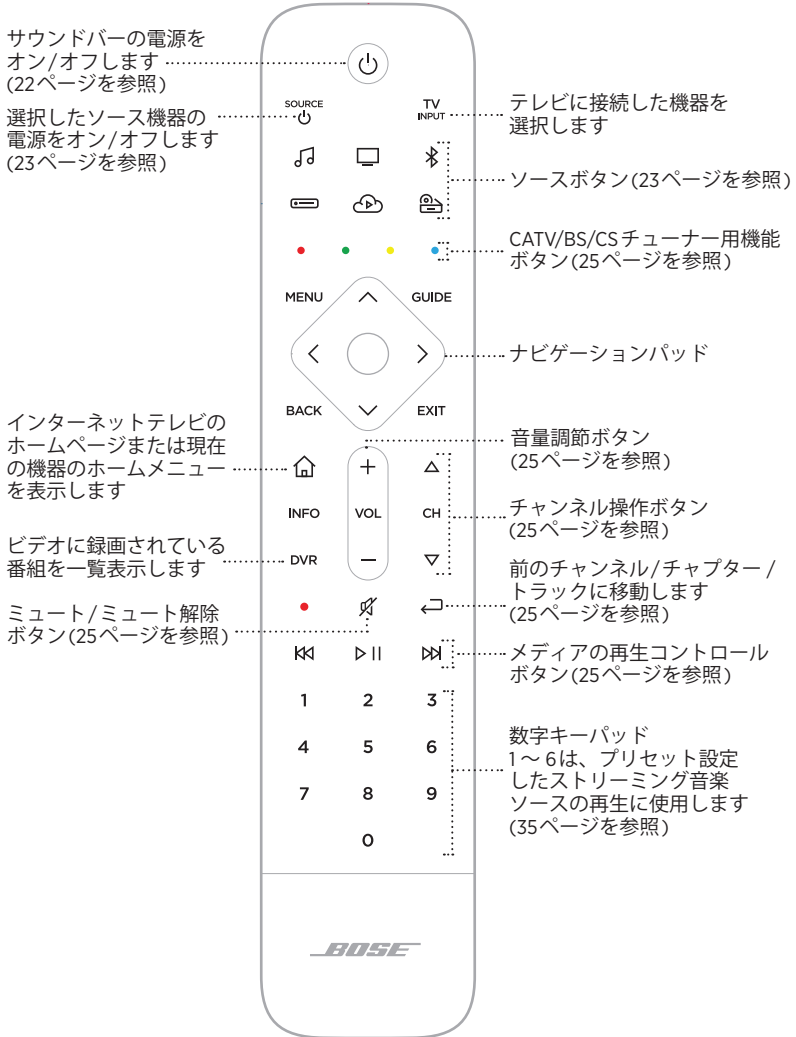 サウンドバーの電源を
オン/オフします
(22ページを参照)
選択したソース機器の
電源をオン/オフします
(23ページを参照)
SOURCE
TV
INPUT
テレビに接続した機器を
選択します
ソースボタン(23ページを参照)
CATV/BS/CSチューナー用機能
ボタン(25ページを参照)
MENU
GUIDE
ナビゲーションパッド
BACK
EXIT
インターネットテレビの
ホームページまたは現在
の機器のホームメニュー
を表示します
音量調節ボタン
(25ページを参照)
INFO
VOL
CH
チャンネル操作ボタン
(25ページを参照)
ビデオに録画されている
番組を一覧表示します
DVR
前のチャンネル/チャプター/
トラックに移動します
(25ページを参照)
ミュート/ミュート解除
ボタン(25ページを参照)
メディアの再生コントロール
ボタン(25ページを参照)
1 2 3
4 5 6
7 8 9
0
数字キーパッド
1～6は、プリセット設定
したストリーミング音楽
ソースの再生に使用します
(35ページを参照)
BOSE